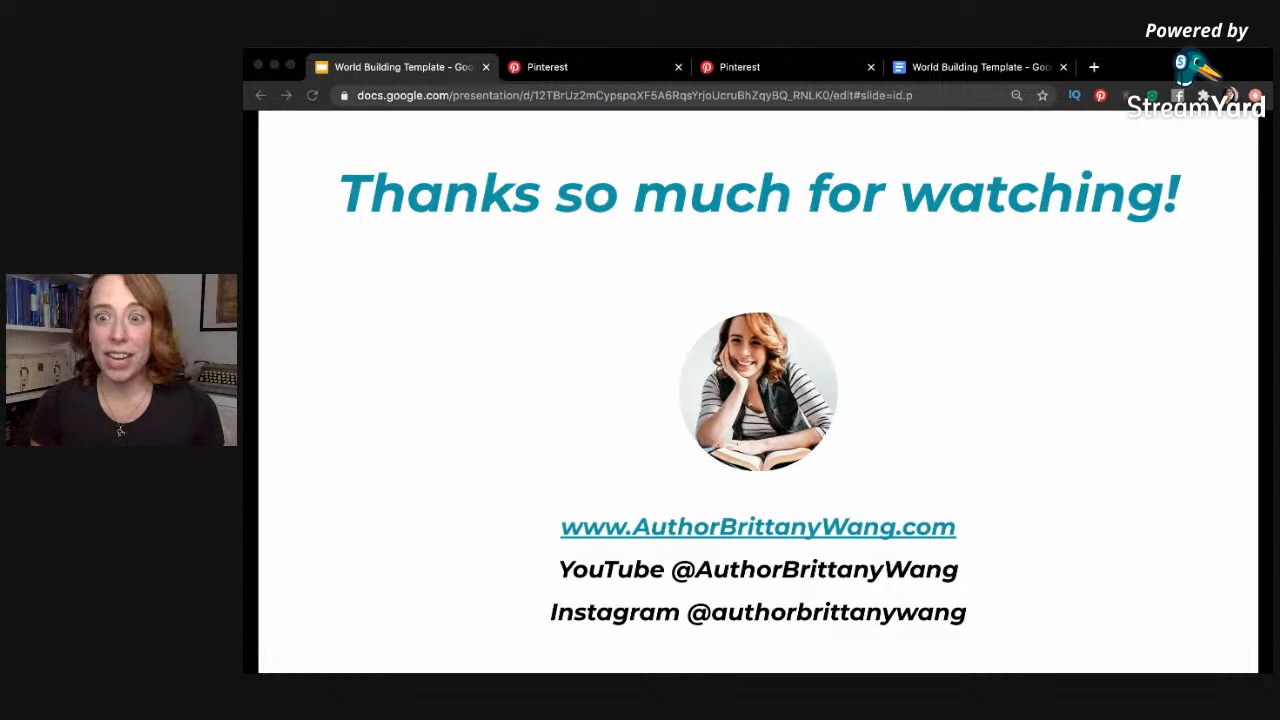 Powered by
StreamYard
World Building Template - Goo
Pinterest
Pinterest
World Building Template - Goo
docs.google.com/presentation/d/12TBrUz2mCypspqXF5A6RqsYrjoUcruBhZqyBQ_RNLK0/edit#slide=id.p
IQ
Thanks so much for watching!
www.AuthorBrittanyWang.com
YouTube @AuthorBrittanyWang
Instagram @authorbrittanywang